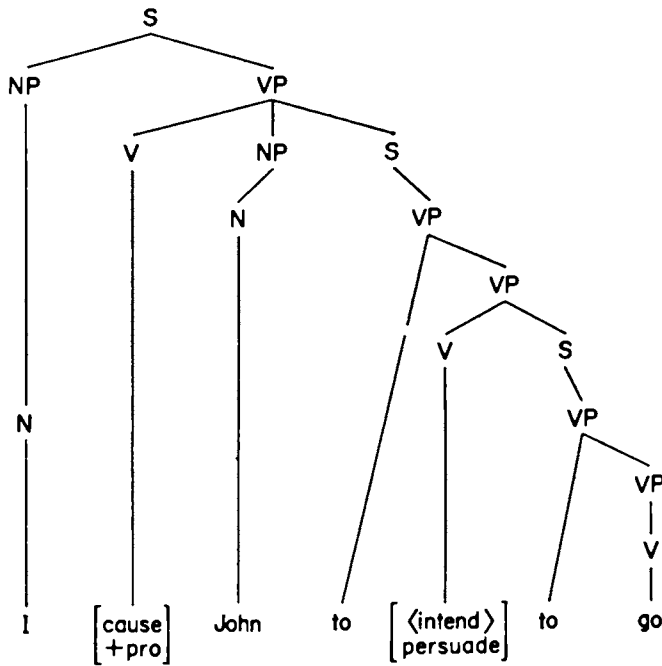 S
NP VP
V NP S
N VP
VP
V S
N VP
VP
V
I [cause John to [⟨intend⟩ to go
+pro] persuade]